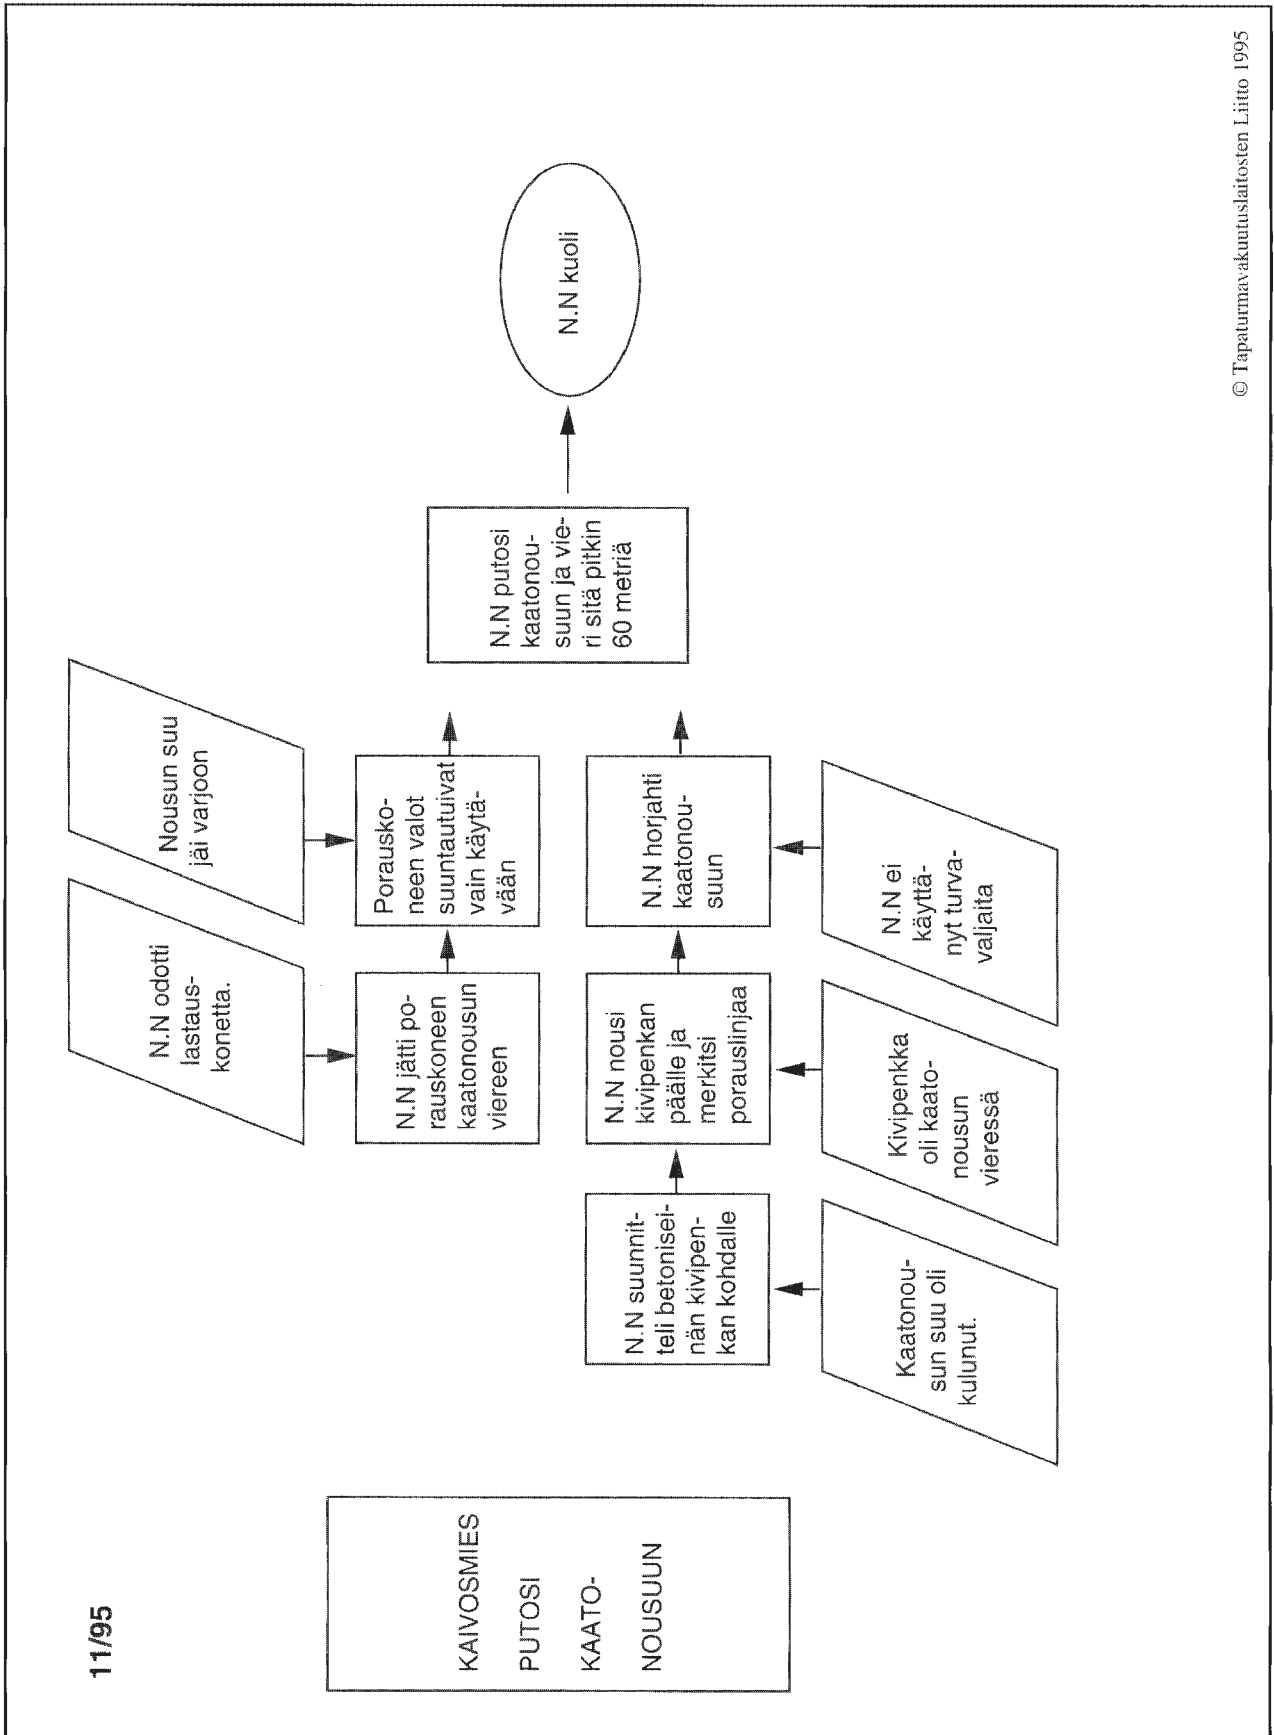 11/95
KAIVOSMIES
PUTOSI
KAATO-
NOUSUUN
N.N odotti
lastaus-
konetta.
Nousun suu
jäi varjoon
N.N jätti po-
rauskoneen
kaatonousun
viereen
Porausko-
neen valot
suuntautuivat
vain käytä-
vään
N.N suunnit-
teli betonisei-
nän kivipen-
kan kohdalle
N.N nousi
kivipenkan
päälle ja
merkitsi
porauslinjaa
N.N horjahti
kaatonou-
suun
Kaatonou-
sun suu oli
kulunut.
Kivipenkka
oli kaato-
nousun
vieressä
N.N ei
käyttä-
nyt turva-
valjaita
N.N putosi
kaatonou-
suun ja vie-
ri sitä pitkin
60 metriä
N.N kuoli
© Tapaturmavakuutuslaitosten Liitto 1995